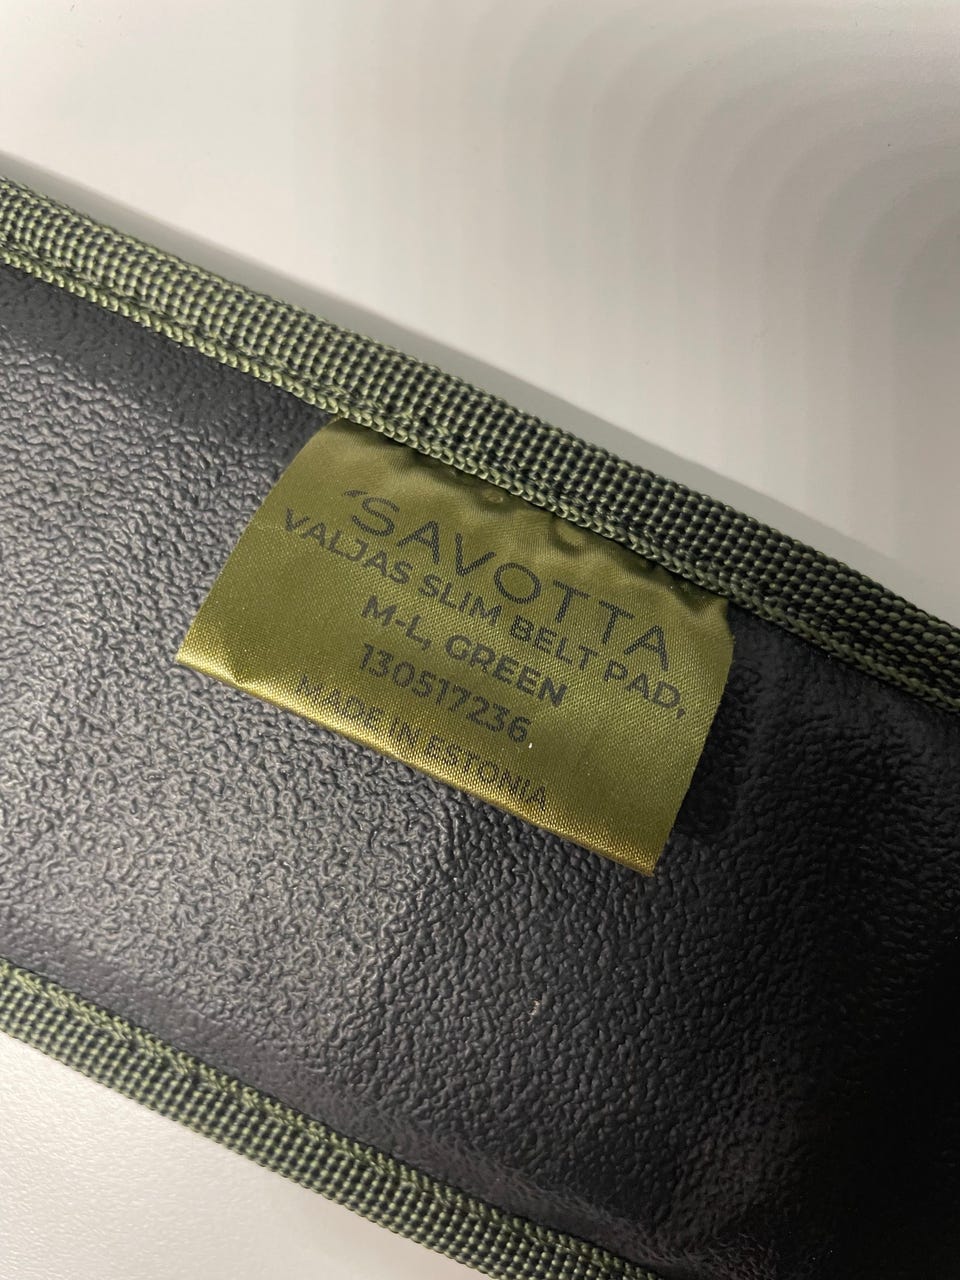 'SAVOTTA
VALJAS SLIM BELT PAD,
M-L, GREEN
130517236
MADE IN ESTONIA